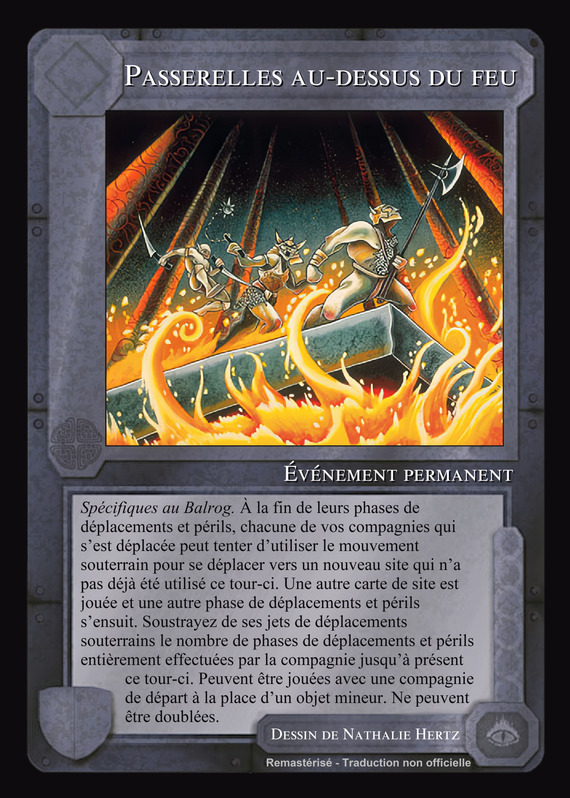 Passerelles au-dessus du feu
Événement permanent
Spécifiques au Balrog. À la fin de leurs phases de
déplacements et périls, chacune de vos compagnies qui
s’est déplacée peut tenter d’utiliser le mouvement
souterrain pour se déplacer vers un nouveau site qui n’a
pas déjà été utilisé ce tour-ci. Une autre carte de site est
jouée et une autre phase de déplacements et périls
s’ensuit. Soustrayez de ses jets de déplacements
souterrains le nombre de phases de déplacements et périls
entièrement effectuées par la compagnie jusqu’à présent
ce tour-ci. Peuvent être jouées avec une compagnie
de départ à la place d’un objet mineur. Ne peuvent
être doublées.
Dessin de Nathalie Hertz
Remastérisé - Traduction non officielle